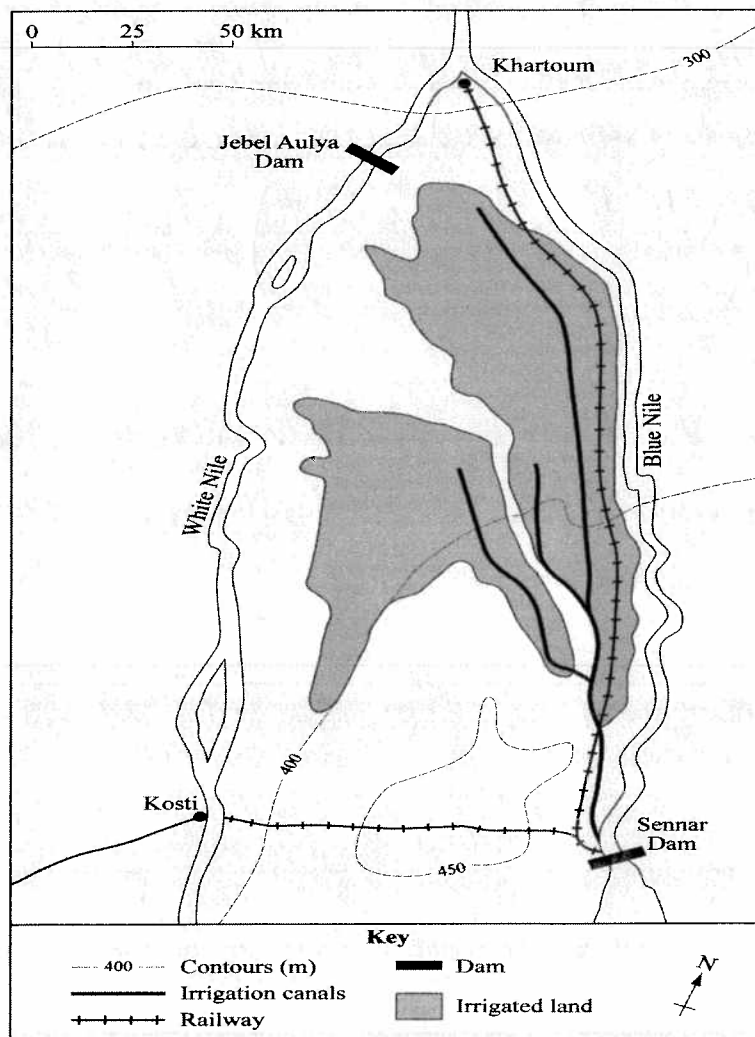 0 25 50 km
Khartoum
300
Jebel Aulya
Dam
Blue Nile
White Nile
400
Kosti
Sennar
Dam
450
Key
400 Contours (m)
Irrigation canals
Railway
Dam
Irrigated land
N